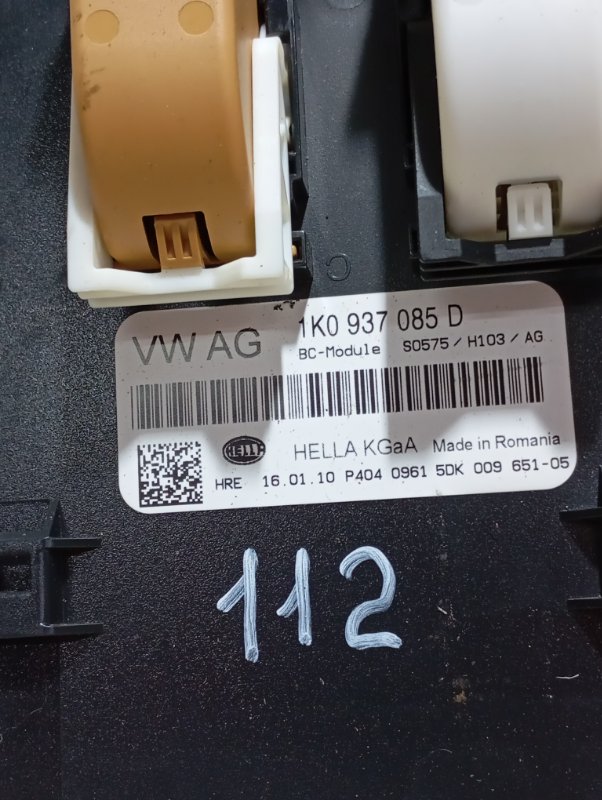 C
VW AG 1K0 937 085 D
BC-Module S0575 / H103 / AG
HELLA HELLA KGaA Made in Romania
HRE 16.01.10 P404 0961 5DK 009 651-05
112